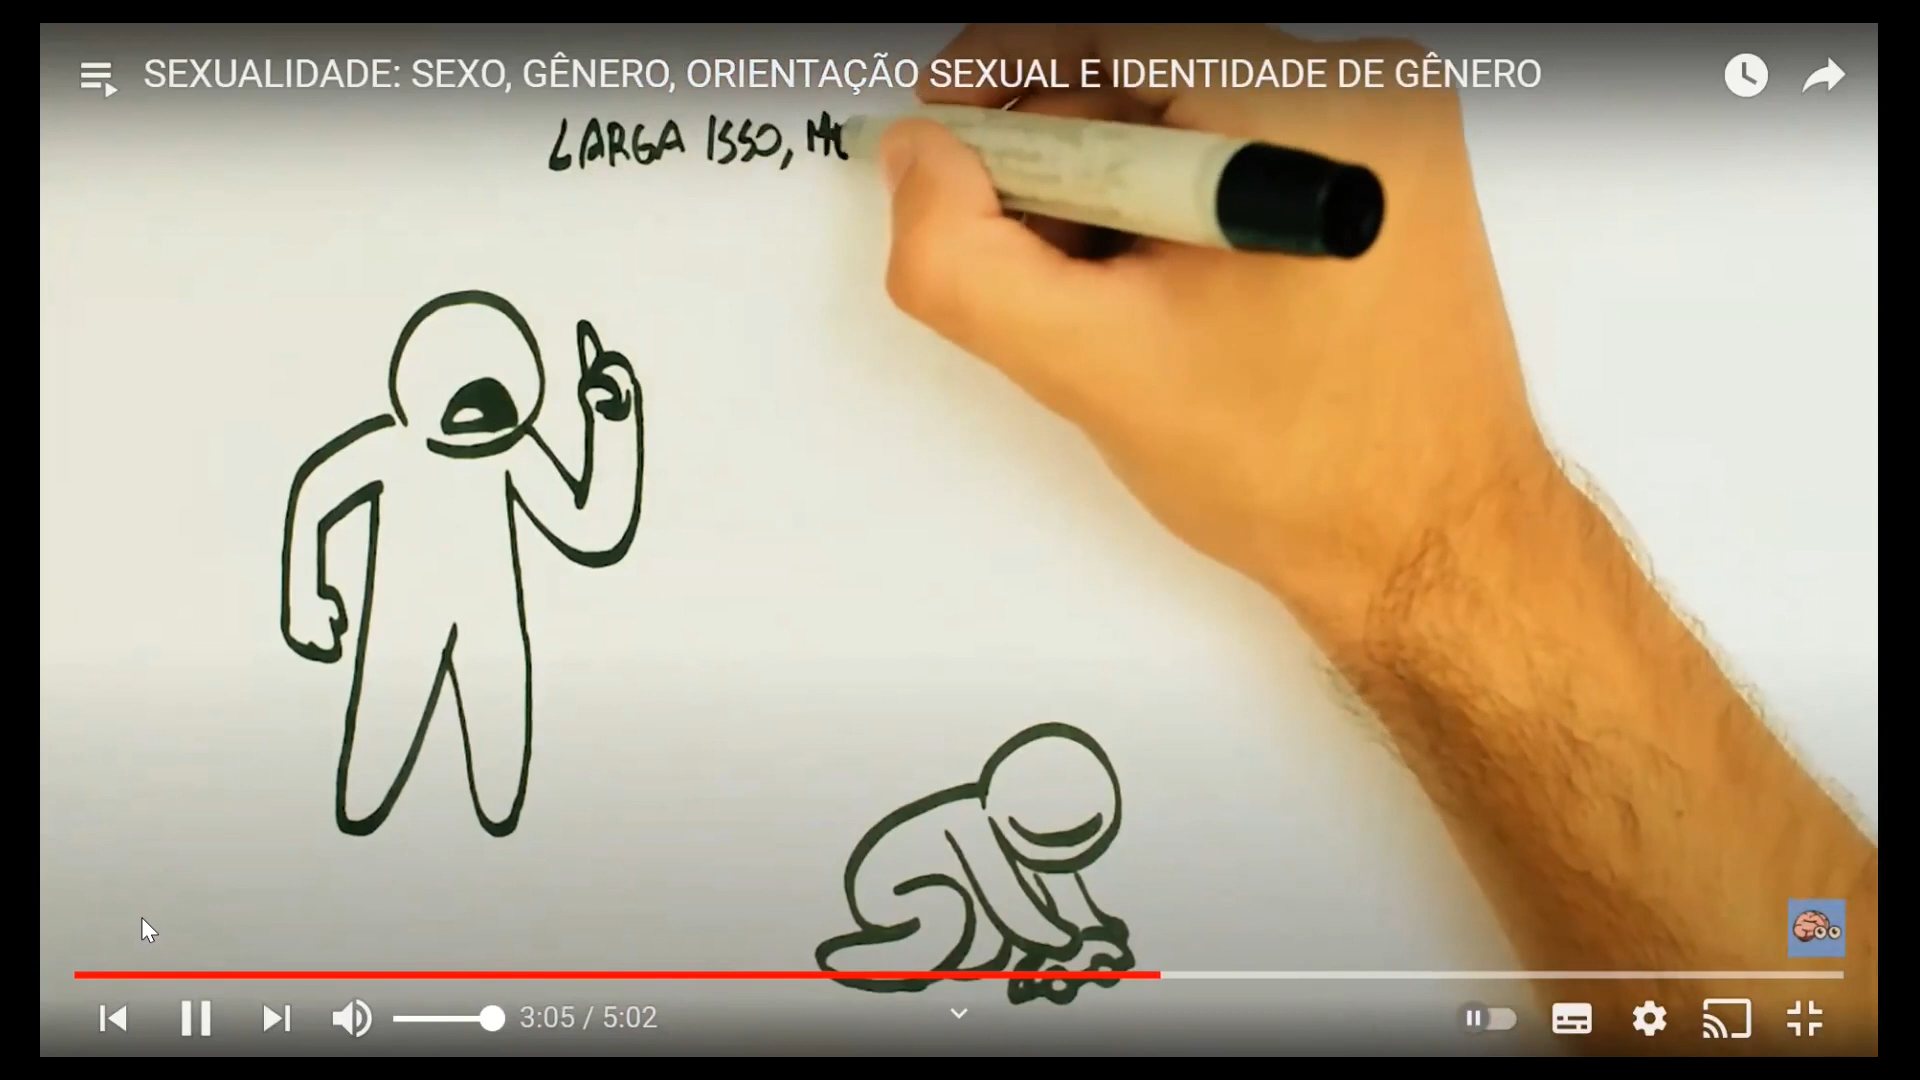 SEXUALIDADE: SEXO, GÊNERO, ORIENTAÇÃO SEXUAL E IDENTIDADE DE GÊNERO
LARGA ISSO,
3:05 / 5:02